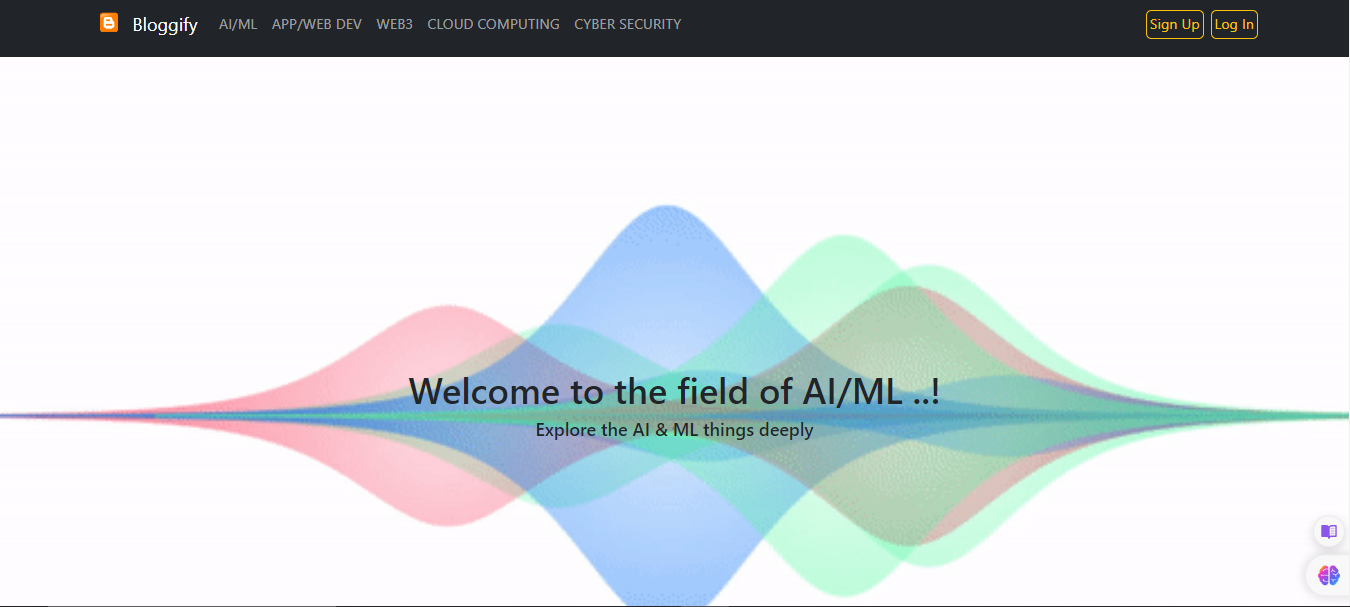 Bloggify AI/ML APP/WEB DEV WEB3 CLOUD COMPUTING CYBER SECURITY Sign Up Log In
Welcome to the field of AI/ML ..!
Explore the AI & ML things deeply